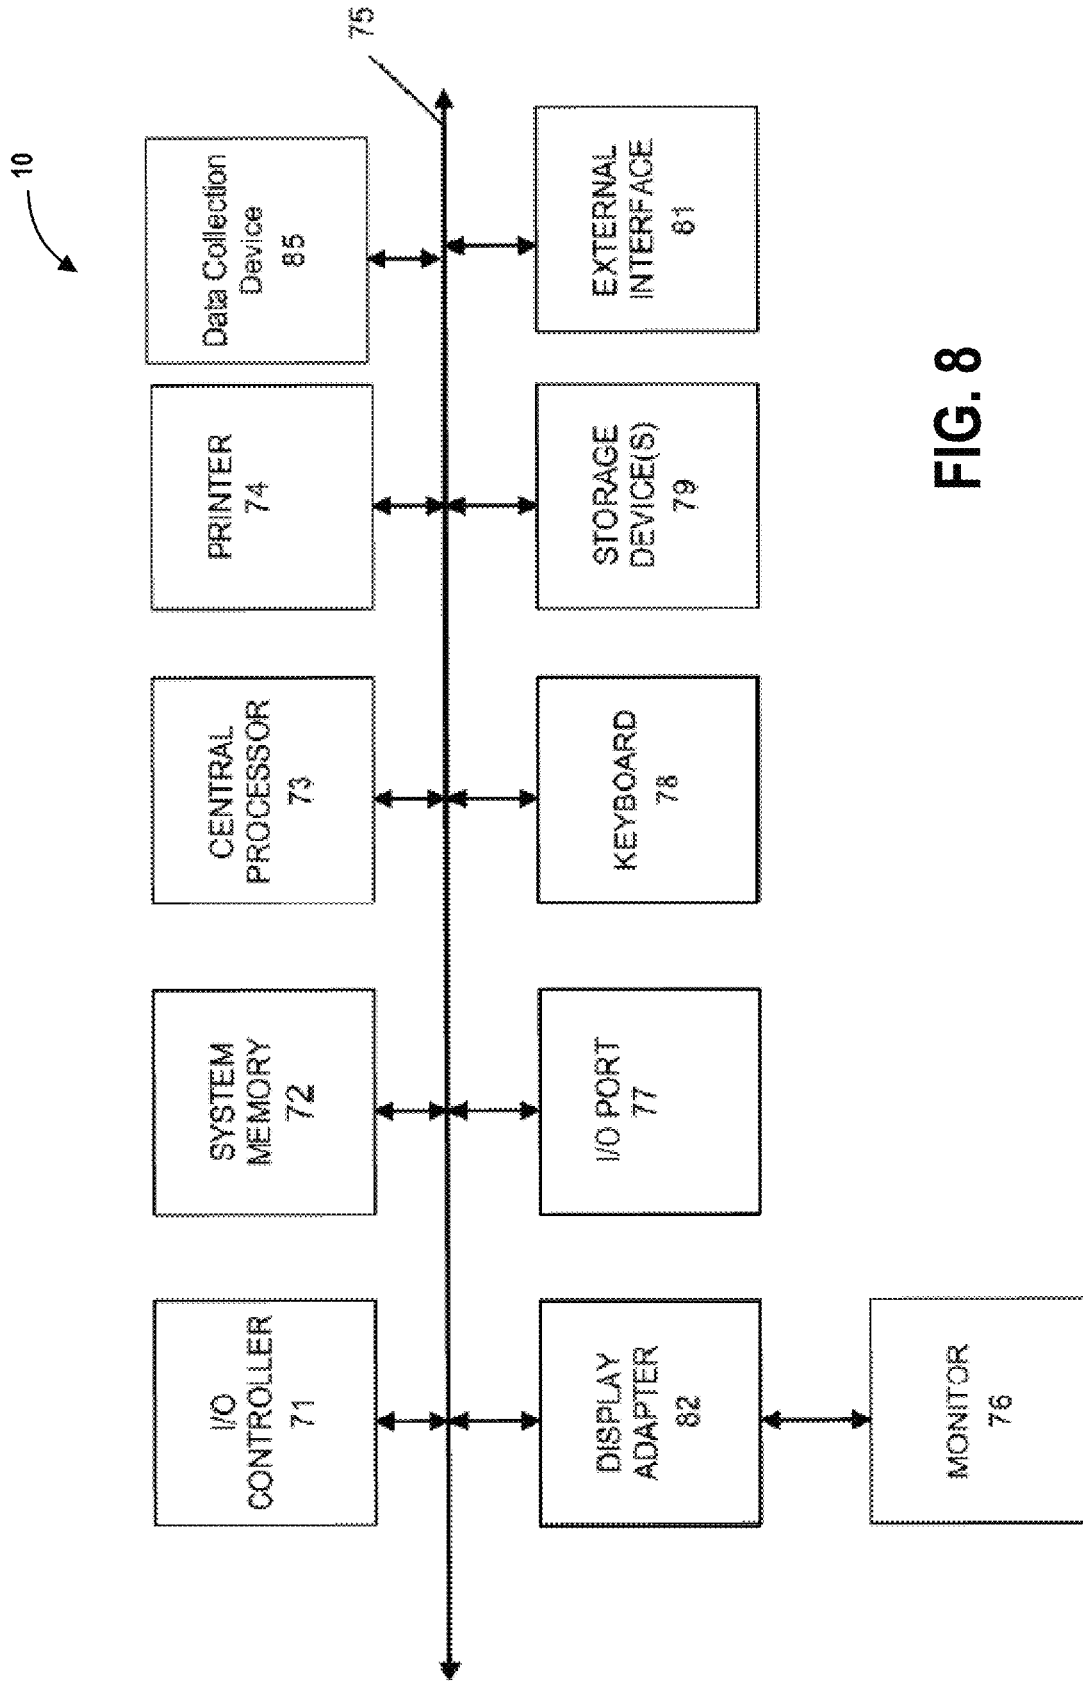 10
I/O
CONTROLLER
71
SYSTEM
MEMORY
72
CENTRAL
PROCESSOR
73
PRINTER
74
Data Collection
Device
85
75
DISPLAY
ADAPTER
82
I/O PORT
77
KEYBOARD
78
STORAGE
DEVICE(S)
79
EXTERNAL
INTERFACE
81
MONITOR
76
FIG. 8